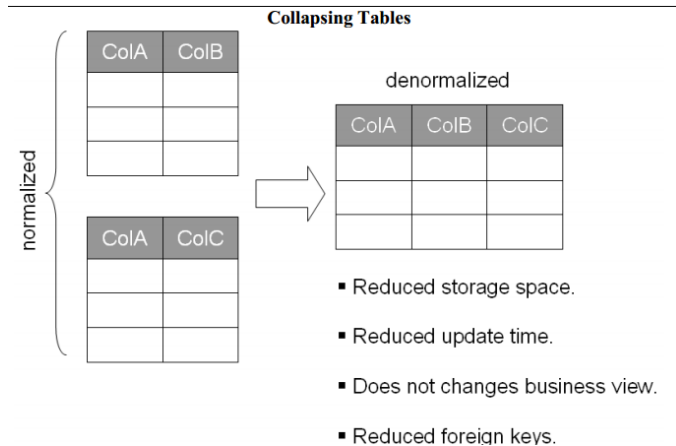 Collapsing Tables
normalized
ColA ColB
ColA ColC
denormalized
ColA ColB ColC
▪ Reduced storage space.
▪ Reduced update time.
▪ Does not changes business view.
▪ Reduced foreign keys.